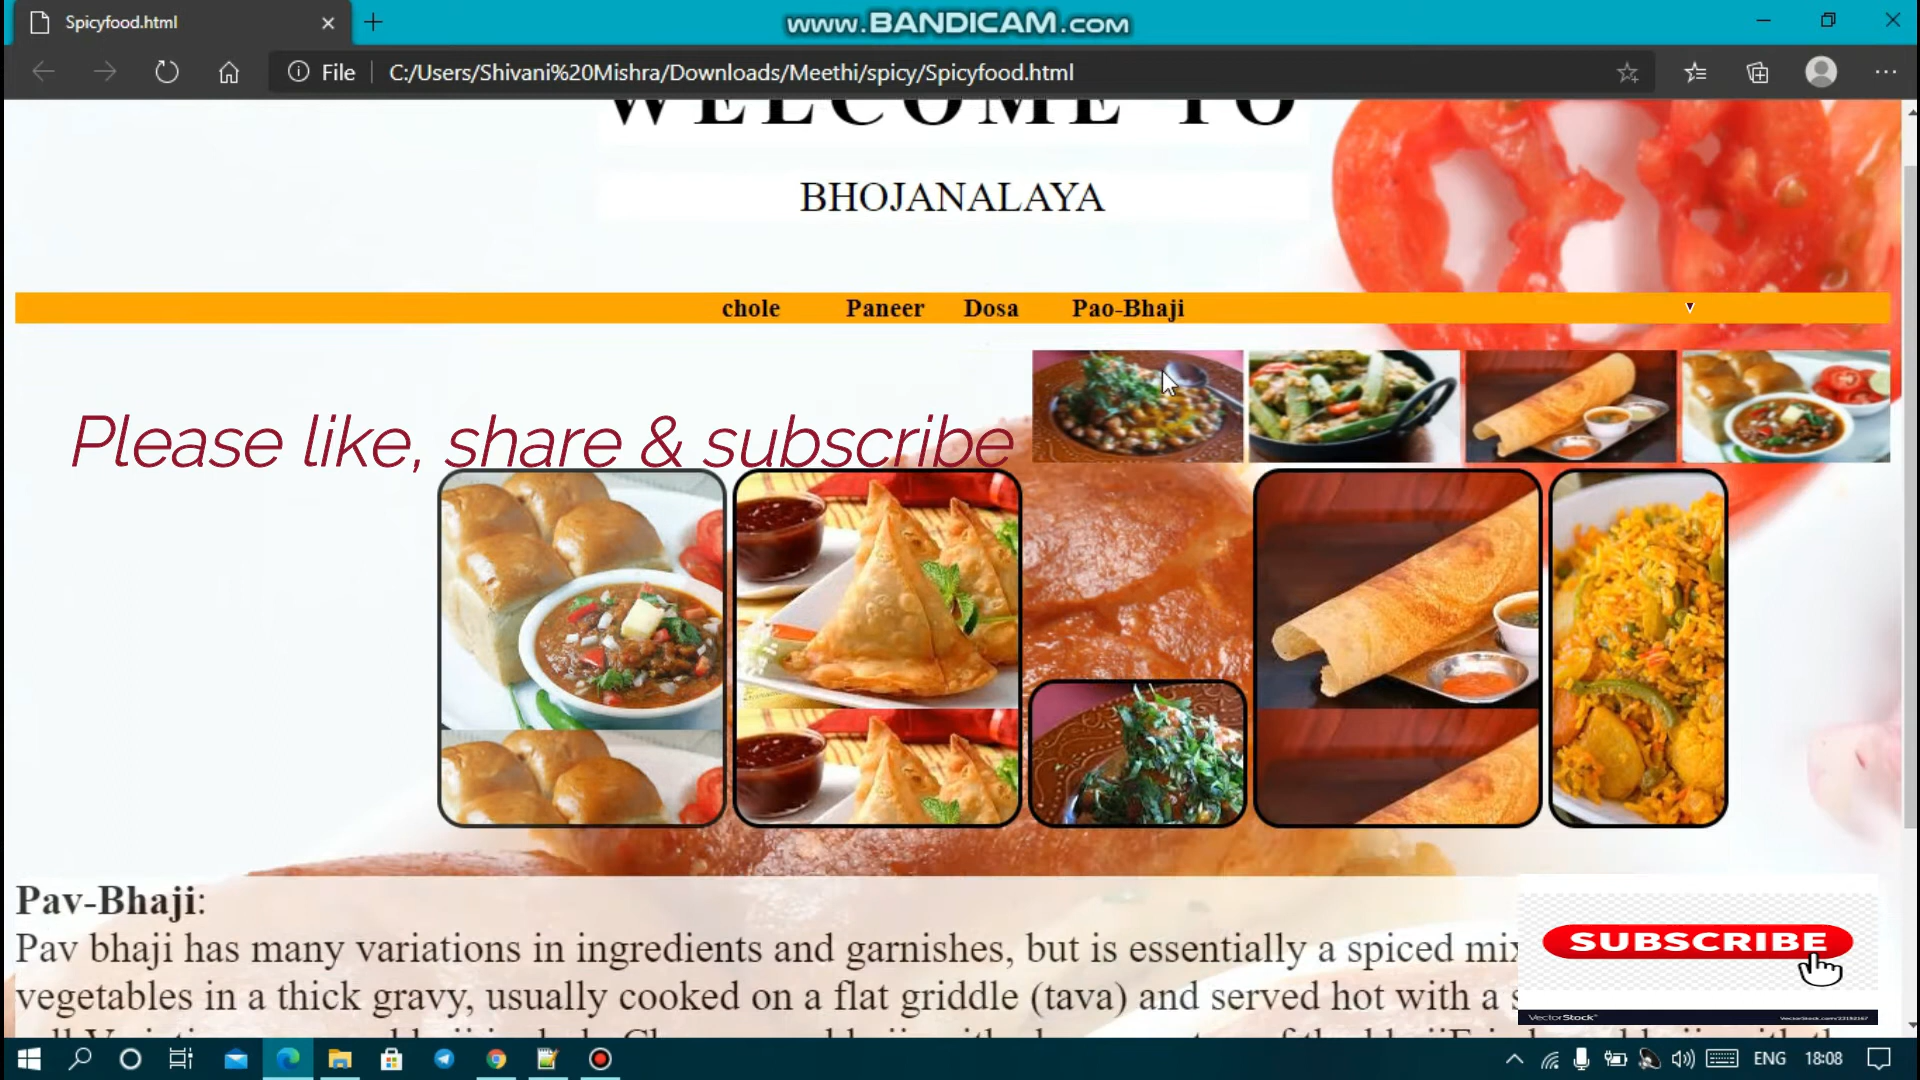 Spicyfood.html
www.BANDICAM.com
File
C:/Users/Shivani%20Mishra/Downloads/Meethi/spicy/Spicyfood.html
WELCOME TO
BHOJANALAYA
chole Paneer Dosa Pao-Bhaji
Please like, share & subscribe
Pav-Bhaji:
Pav bhaji has many variations in ingredients and garnishes, but is essentially a spiced
vegetables in a thick gravy, usually cooked on a flat griddle (tava) and served hot with a
SUBSCRIBE
VectorStock
ENG 18:08